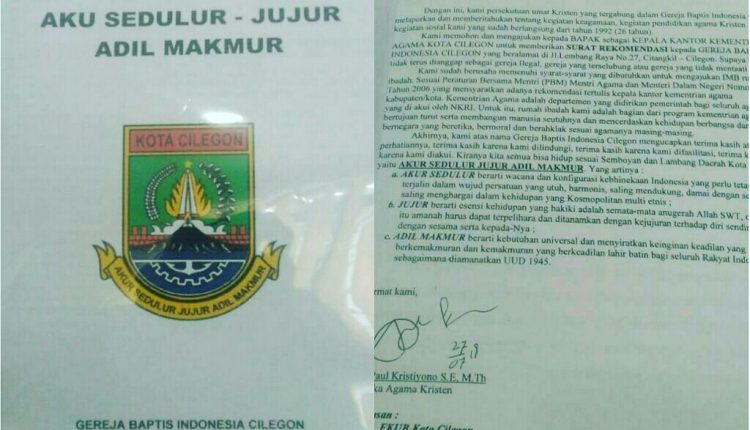 AKU SEDULUR - JUJUR
ADIL MAKMUR
KOTA CILEGON
AKUR SEDULUR JUJUR ADIL MAKMUR
GEREJA BAPTIS INDONESIA CILEGON
Dengan ini, kami persekutuan umat Kristen yang tergabung dalam Gereja Baptis Indonesia
melaporkan dan memberitahukan tentang kegiatan keagamaan, kegiatan pendidikan agama Kristen
kegiatan sosial kami yang sudah berlangsung dari tahun 1992 (26 tahun).
Kami memohon dan mengajukan kepada BAPAK sebagai KEPALA KANTOR KEMENT
AGAMA KOTA CILEGON untuk memberikan SURAT REKOMENDASI kepada GEREJA BAP
INDONESIA CILEGON yang beralamat di Jl.Lembang Raya No.27, Citangkil – Cilegon. Supaya
tidak terus dianggap sebagai gereja ilegal, gereja yang terselubung atau gereja yang tidak mentaati
Kami sudah berusaha menenuhi syarat-syarat yang dibutuhkan untuk mengajukan IMB ru
ibadah. Sesuai Peraturan Bersama Mentri (PBM) Mentri Agama dan Menteri Dalam Negeri Nomo
Tahun 2006 yang mensyaratkan adanya rekomendasi tertulis kepala kantor kementrian agama
kabupaten/kota. Kementrian Agama adalah departemen yang didirikan pemerintah bagi seluruh ag
yang di akui oleh NKRI. Untuk itu, rumah ibadah kami adalah bagian dari program kementrian ag
bertujuan turut serta membangun manusia seutuhnya dan mencerdaskan kehidupan berbangsa dan
bernegara yang beretika, bermoral dan berahklak sesuai agamanya masing-masing.
Akhirnya, kami atas nama Gereja Baptis Indonesia Cilegon mengucapkan terima kasih at
perhatiannya, terima kasih karena kami dilindungi, terima kasih karena kami difasilitasi, terima k
karena kami diakui. Kiranya kita semua bisa hidup sesuai Semboyan dan Lambang Daerah Kota
yaitu AKUR SEDULUR JUJUR ADIL MAKMUR. Yang artinya :
a. AKUR SEDULUR berarti wacana dan konfigurasi kebhinekaan Indonesia yang perlu teta
terjalin dalam wujud persatuan yang utuh, harmonis, saling mendukung, damai dengan se
saling menghargai dalam kehidupan yang Kosmopolitan multi etnis ;
b. JUJUR berarti esensi kehidupan yang hakiki adalah semata-mata anugerah Allah SWT, o
itu amanah harus dapat terpelihara dan ditanamkan dengan kejujuran terhadap diri sendir
dengan sesama serta kepada-Nya ;
c. ADIL MAKMUR berarti kebutuhan universal dan menyiratkan keinginan keadilan yang
berkemakmuran dan kemakmuran yang berkeadilan lahir batin bagi seluruh Rakyat Indo
sebagaimana diamanatkan UUD 1945.
rmat kami,
27
07 18
Paul Kristiyono S.E, M.Th
ka Agama Kristen
usan :
FKUB Kota Cilegon